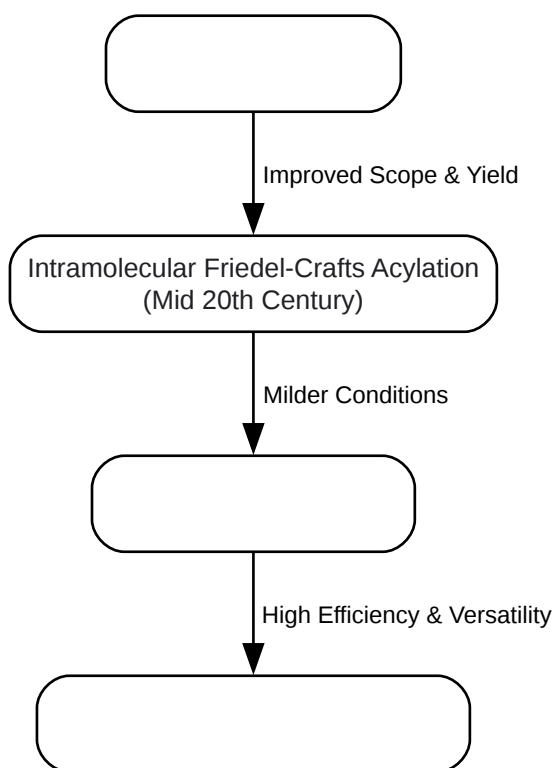 Improved Scope & Yield
Intramolecular Friedel-Crafts Acylation
(Mid 20th Century)
Milder Conditions
High Efficiency & Versatility